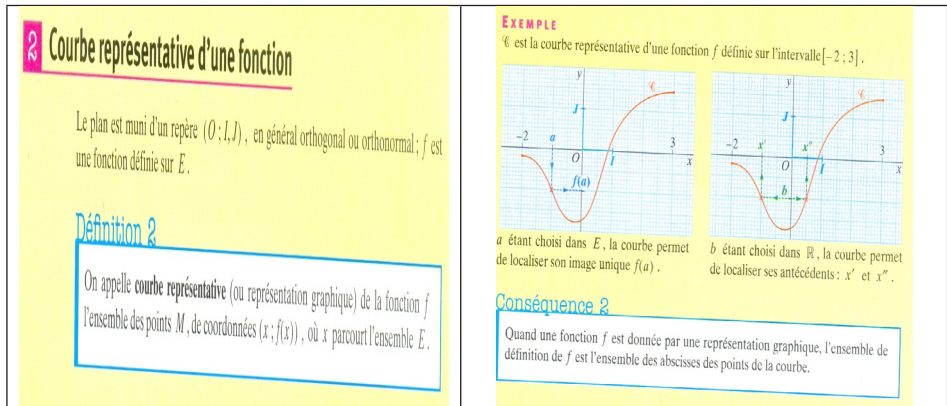 2 Courbe représentative d'une fonction
Le plan est muni d'un repère (O ; I, J), en général orthogonal ou orthonormal ; f est
une fonction définie sur E.
Définition 2
On appelle courbe représentative (ou représentation graphique) de la fonction f
l'ensemble des points M, de coordonnées (x ; f(x)), où x parcourt l'ensemble E.
EXEMPLE
𝒞 est la courbe représentative d'une fonction f définie sur l'intervalle [– 2 ; 3].
y
𝒞
J
–2
a
3
O
I
x
f(a)
y
𝒞
J
–2
x'
x"
3
O
I
x
b
a étant choisi dans E, la courbe permet
de localiser son image unique f(a).
b étant choisi dans ℝ, la courbe permet
de localiser ses antécédents : x' et x".
Conséquence 2
Quand une fonction f est donnée par une représentation graphique, l'ensemble de
définition de f est l'ensemble des abscisses des points de la courbe.